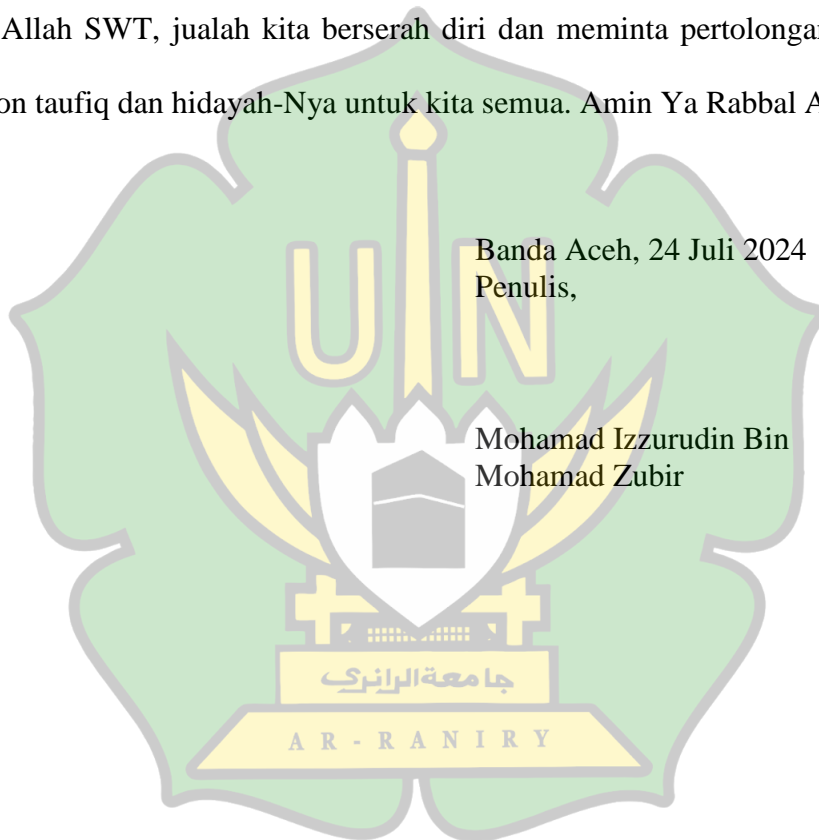 Allah SWT, jualah kita berserah diri dan meminta pertolongan
on taufiq dan hidayah-Nya untuk kita semua. Amin Ya Rabbal A
Banda Aceh, 24 Juli 2024
Penulis,
UIN
Mohamad Izzurudin Bin
Mohamad Zubir
جامعةالرانري
AR-RANIRY